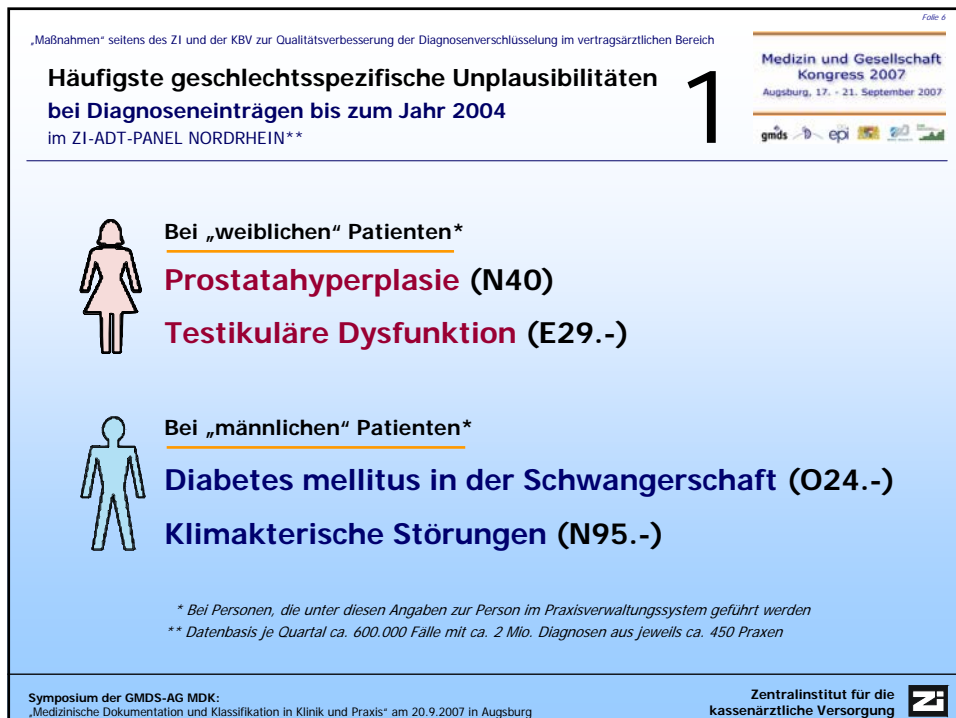 Folie 6
„Maßnahmen“ seitens des ZI und der KBV zur Qualitätsverbesserung der Diagnosenverschlüsselung im vertragsärztlichen Bereich
Häufigste geschlechtsspezifische Unplausibilitäten
bei Diagnoseneinträgen bis zum Jahr 2004
im ZI-ADT-PANEL NORDRHEIN**
1
Medizin und Gesellschaft
Kongress 2007
Augsburg, 17. - 21. September 2007
gmds epi
Bei „weiblichen“ Patienten*
Prostatahyperplasie (N40)
Testikuläre Dysfunktion (E29.-)
Bei „männlichen“ Patienten*
Diabetes mellitus in der Schwangerschaft (O24.-)
Klimakterische Störungen (N95.-)
* Bei Personen, die unter diesen Angaben zur Person im Praxisverwaltungssystem geführt werden
** Datenbasis je Quartal ca. 600.000 Fälle mit ca. 2 Mio. Diagnosen aus jeweils ca. 450 Praxen
Symposium der GMDS-AG MDK:
„Medizinische Dokumentation und Klassifikation in Klinik und Praxis“ am 20.9.2007 in Augsburg
Zentralinstitut für die
kassenärztliche Versorgung
Zi